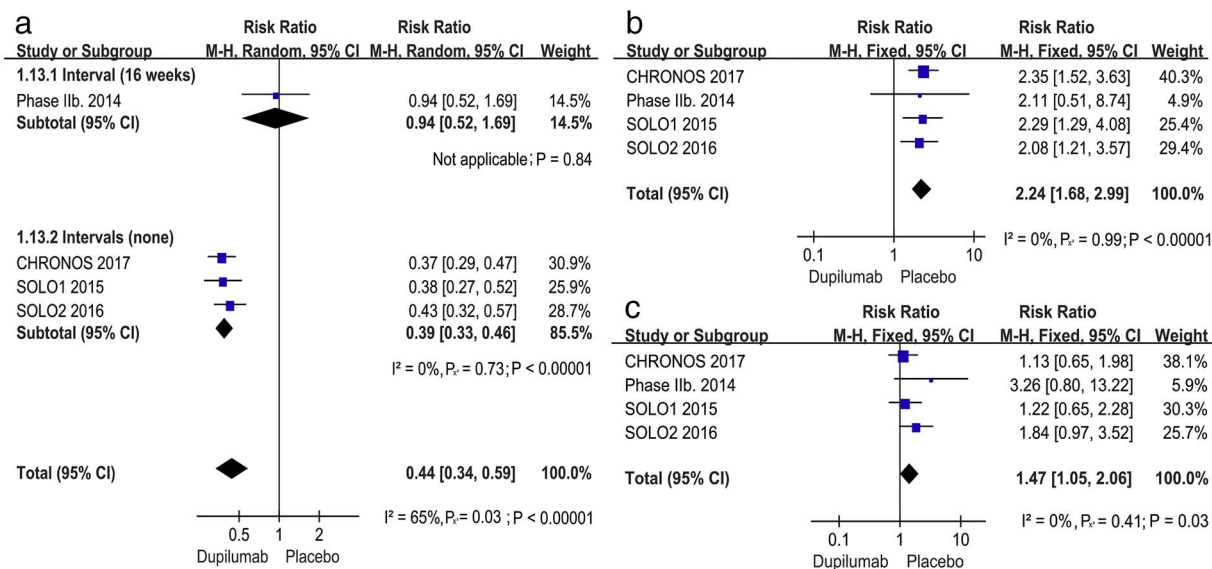 a
Risk Ratio Risk Ratio
Study or Subgroup M-H, Random, 95% CI M-H, Random, 95% CI Weight
1.13.1 Interval (16 weeks)
Phase IIb. 2014 0.94 [0.52, 1.69] 14.5%
Subtotal (95% CI) 0.94 [0.52, 1.69] 14.5%
Not applicable; P = 0.84
1.13.2 Intervals (none)
CHRONOS 2017 0.37 [0.29, 0.47] 30.9%
SOLO1 2015 0.38 [0.27, 0.52] 25.9%
SOLO2 2016 0.43 [0.32, 0.57] 28.7%
Subtotal (95% CI) 0.39 [0.33, 0.46] 85.5%
I² = 0%, Pₓ² = 0.73; P < 0.00001
Total (95% CI) 0.44 [0.34, 0.59] 100.0%
I² = 65%, Pₓ² = 0.03 ; P < 0.00001
0.5 1 2
Dupilumab Placebo
b
Risk Ratio Risk Ratio
Study or Subgroup M-H, Fixed, 95% CI M-H, Fixed, 95% CI Weight
CHRONOS 2017 2.35 [1.52, 3.63] 40.3%
Phase IIb. 2014 2.11 [0.51, 8.74] 4.9%
SOLO1 2015 2.29 [1.29, 4.08] 25.4%
SOLO2 2016 2.08 [1.21, 3.57] 29.4%
Total (95% CI) 2.24 [1.68, 2.99] 100.0%
I² = 0%, Pₓ² = 0.99; P < 0.00001
0.1 1 10
Dupilumab Placebo
c
Risk Ratio Risk Ratio
Study or Subgroup M-H, Fixed, 95% CI M-H, Fixed, 95% CI Weight
CHRONOS 2017 1.13 [0.65, 1.98] 38.1%
Phase IIb. 2014 3.26 [0.80, 13.22] 5.9%
SOLO1 2015 1.22 [0.65, 2.28] 30.3%
SOLO2 2016 1.84 [0.97, 3.52] 25.7%
Total (95% CI) 1.47 [1.05, 2.06] 100.0%
I² = 0%, Pₓ² = 0.41; P = 0.03
0.1 1 10
Dupilumab Placebo